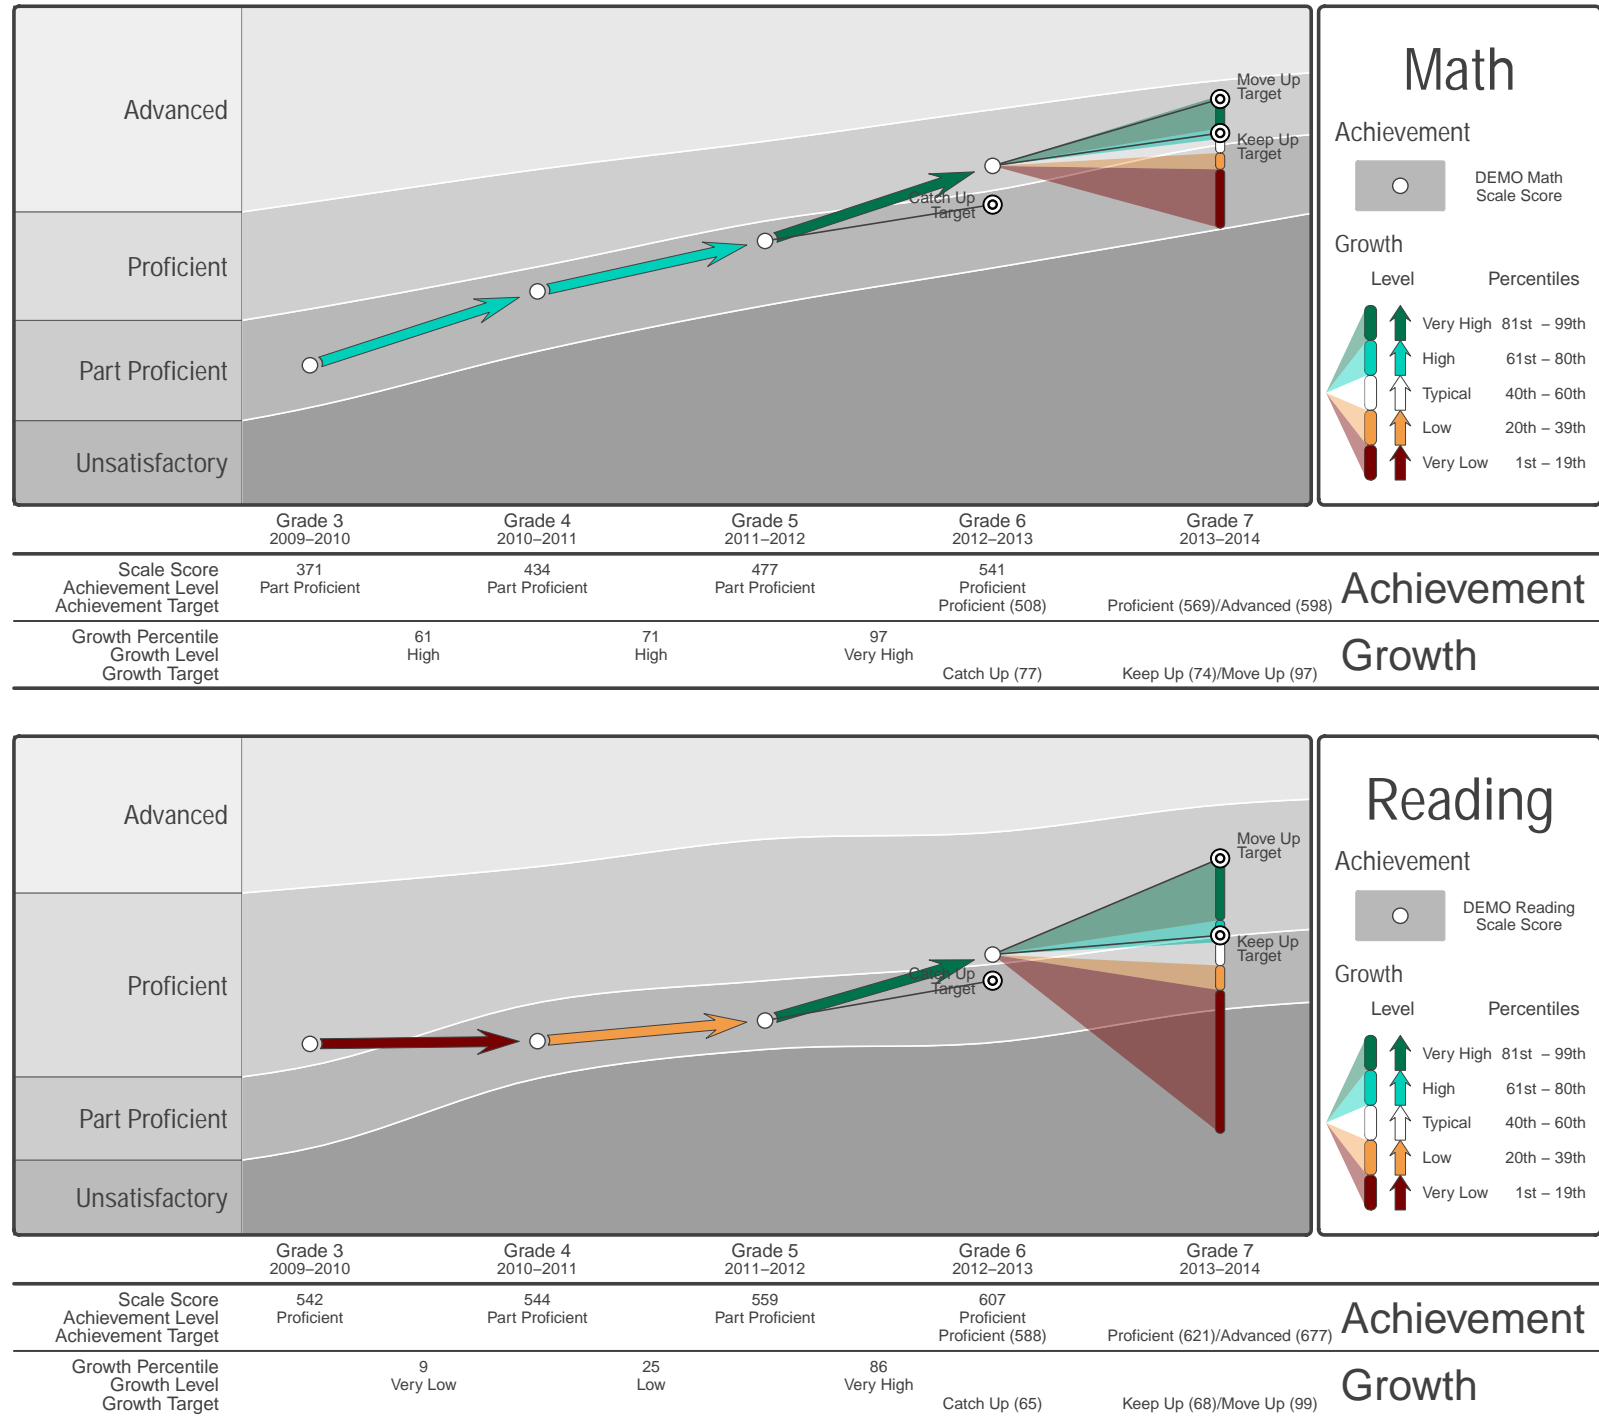 Advanced
Proficient
Part Proficient
Unsatisfactory
Move Up
Target
Keep Up
Target
Catch Up
Target
Math
Achievement
DEMO Math
Scale Score
Growth
Level Percentiles
Very High 81st – 99th
High 61st – 80th
Typical 40th – 60th
Low 20th – 39th
Very Low 1st – 19th
Grade 3 Grade 4 Grade 5 Grade 6 Grade 7
2009–2010 2010–2011 2011–2012 2012–2013 2013–2014
Scale Score 371 434 477 541
Achievement Level Part Proficient Part Proficient Part Proficient Proficient
Achievement Target Proficient (508) Proficient (569)/Advanced (598)
Achievement
Growth Percentile 61 71 97
Growth Level High High Very High
Growth Target Catch Up (77) Keep Up (74)/Move Up (97)
Growth
Advanced
Proficient
Part Proficient
Unsatisfactory
Move Up
Target
Keep Up
Target
Catch Up
Target
Reading
Achievement
DEMO Reading
Scale Score
Growth
Level Percentiles
Very High 81st – 99th
High 61st – 80th
Typical 40th – 60th
Low 20th – 39th
Very Low 1st – 19th
Grade 3 Grade 4 Grade 5 Grade 6 Grade 7
2009–2010 2010–2011 2011–2012 2012–2013 2013–2014
Scale Score 542 544 559 607
Achievement Level Proficient Part Proficient Part Proficient Proficient
Achievement Target Proficient (588) Proficient (621)/Advanced (677)
Achievement
Growth Percentile 9 25 86
Growth Level Very Low Low Very High
Growth Target Catch Up (65) Keep Up (68)/Move Up (99)
Growth